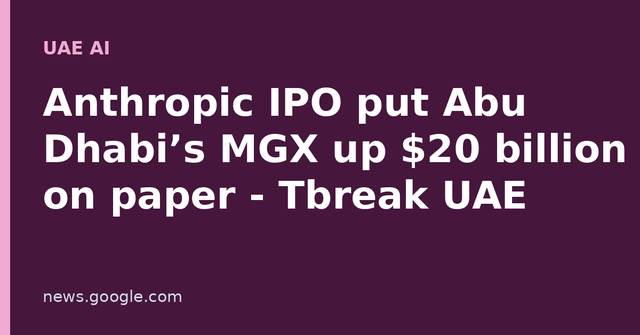 UAE AI
Anthropic IPO put Abu
Dhabi’s MGX up $20 billion
on paper - Tbreak UAE
news.google.com